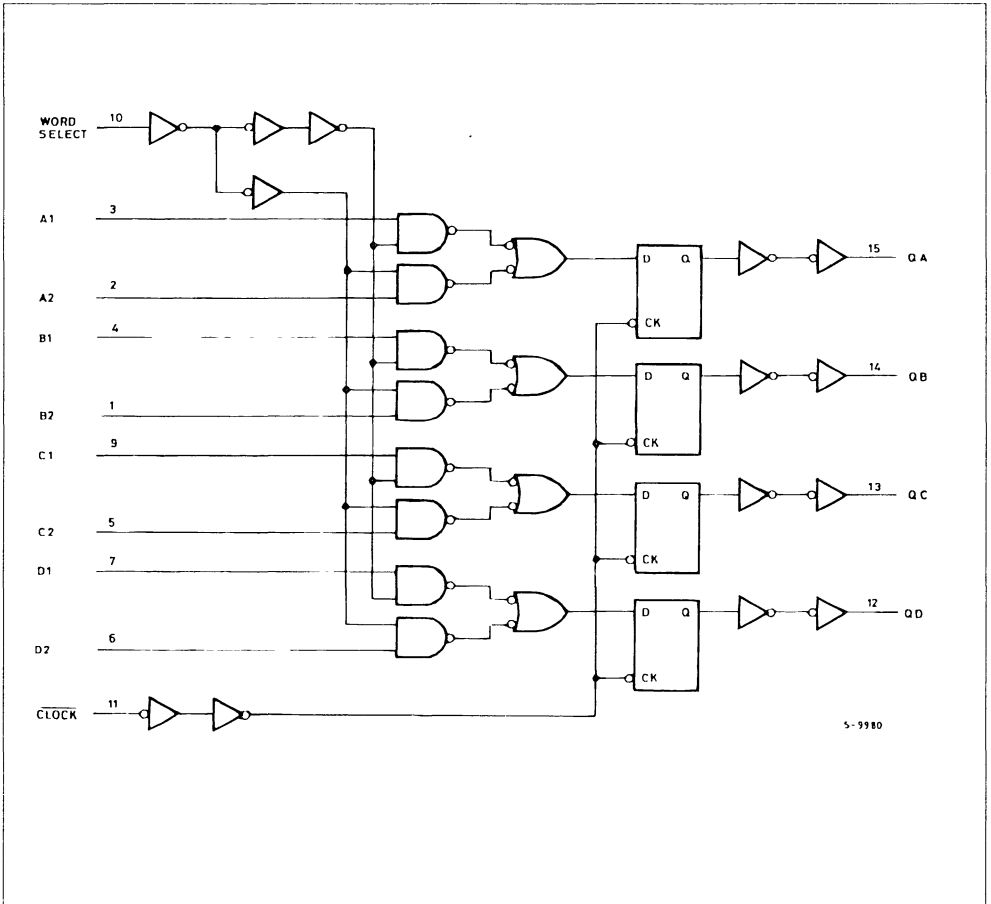 WORD
SELECT 10
A1 3
A2 2
B1 4
B2 1
C1 9
C2 5
D1 7
D2 6
CLOCK 11
D Q
CK
15 QA
D Q
CK
14 QB
D Q
CK
13 QC
D Q
CK
12 QD
S-9980